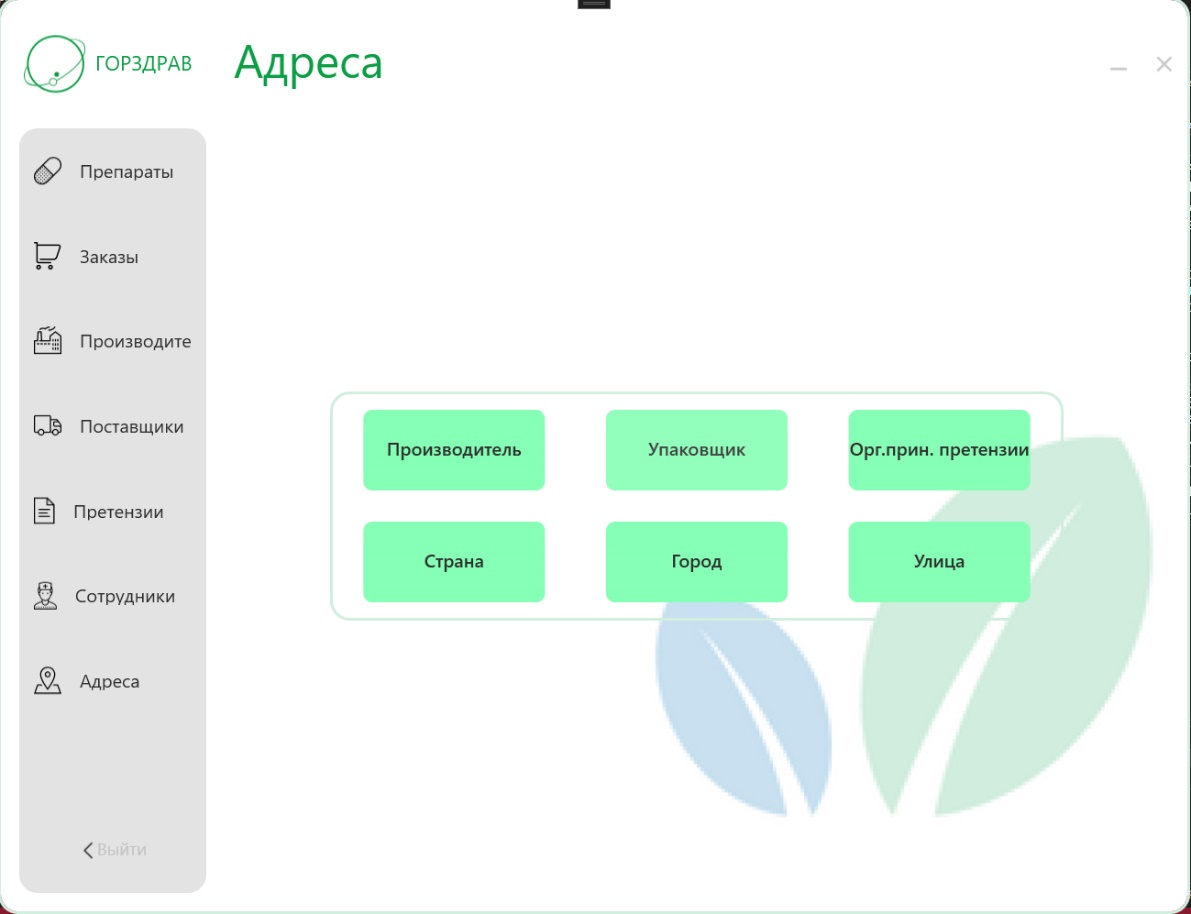 ГОРЗДРАВ
Адреса
Препараты
Заказы
Производите
Поставщики
Претензии
Сотрудники
Адреса
Выйти
Производитель
Упаковщик
Орг.прин. претензии
Страна
Город
Улица